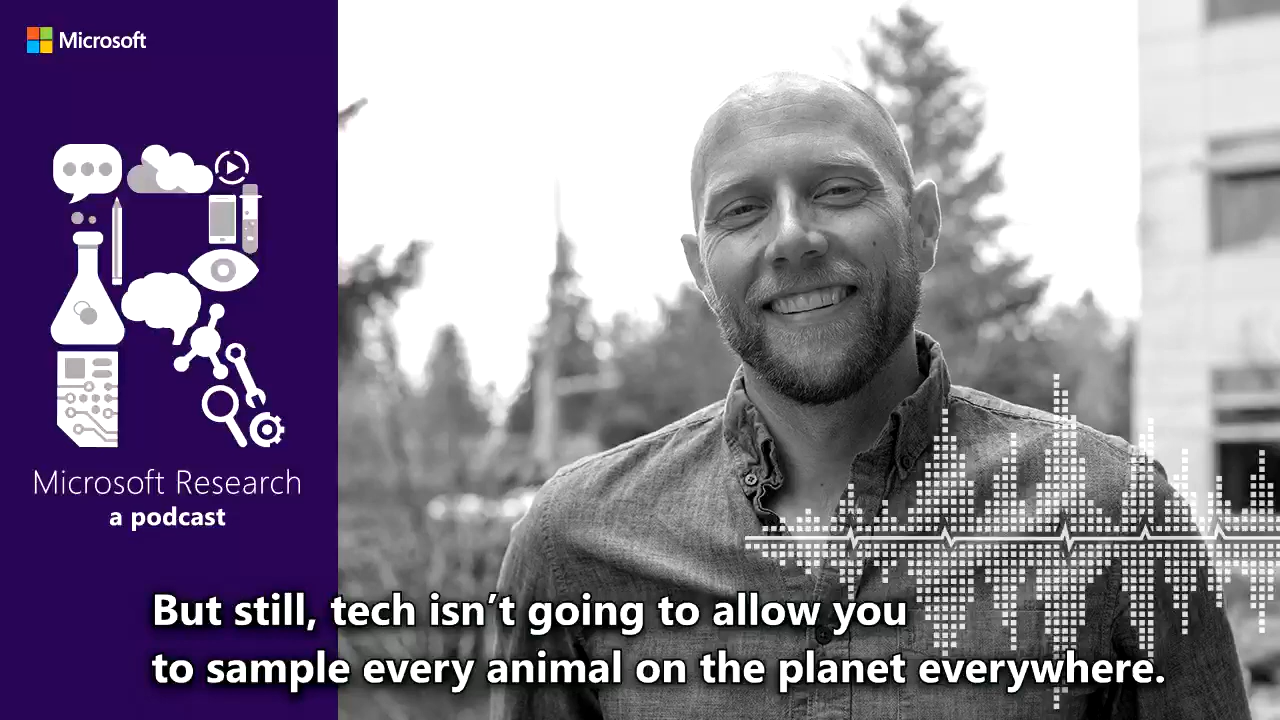 Microsoft
Microsoft Research
a podcast
But still, tech isn’t going to allow you
to sample every animal on the planet everywhere.